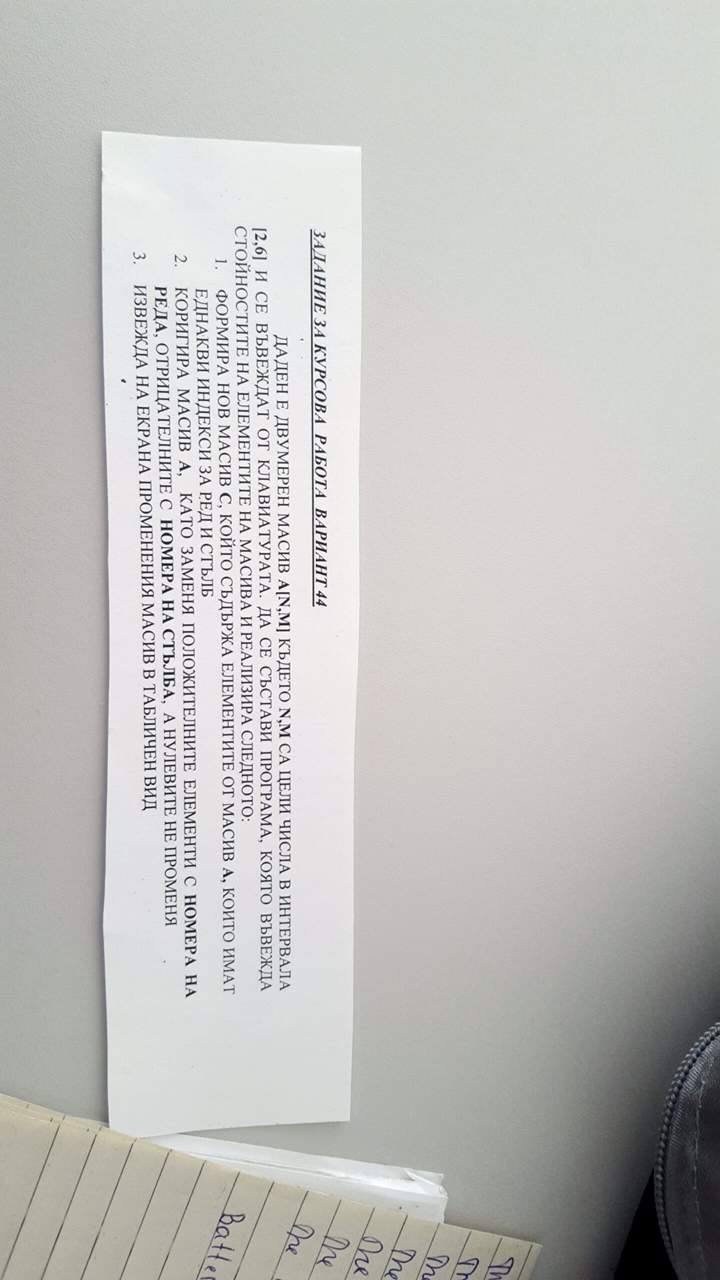 ЗАДАНИЕ ЗА КУРСОВА РАБОТА ВАРИАНТ 44
ДАДЕН Е ДВУМЕРЕН МАСИВ A[N,M] КЪДЕТО N,M СА ЦЕЛИ ЧИСЛА В ИНТЕРВАЛА
[2,6] И СЕ ВЪВЕЖДАТ ОТ КЛАВИАТУРАТА. ДА СЕ СЪСТАВИ ПРОГРАМА, КОЯТО ВЪВЕЖДА
СТОЙНОСТИТЕ НА ЕЛЕМЕНТИТЕ НА МАСИВА И РЕАЛИЗИРА СЛЕДНОТО:
1. ФОРМИРА НОВ МАСИВ C, КОЙТО СЪДЪРЖА ЕЛЕМЕНТИТЕ ОТ МАСИВ A, КОИТО ИМАТ
ЕДНАКВИ ИНДЕКСИ ЗА РЕД И СТЪЛБ
2. КОРИГИРА МАСИВ A, КАТО ЗАМЕНЯ ПОЛОЖИТЕЛНИТЕ ЕЛЕМЕНТИ С НОМЕРА НА
РЕДА, ОТРИЦАТЕЛНИТЕ С НОМЕРА НА СТЪЛБА, А НУЛЕВИТЕ НЕ ПРОМЕНЯ
3. ИЗВЕЖДА НА ЕКРАНА ПРОМЕНЕНИЯ МАСИВ В ТАБЛИЧЕН ВИД
The
The
The
The
The